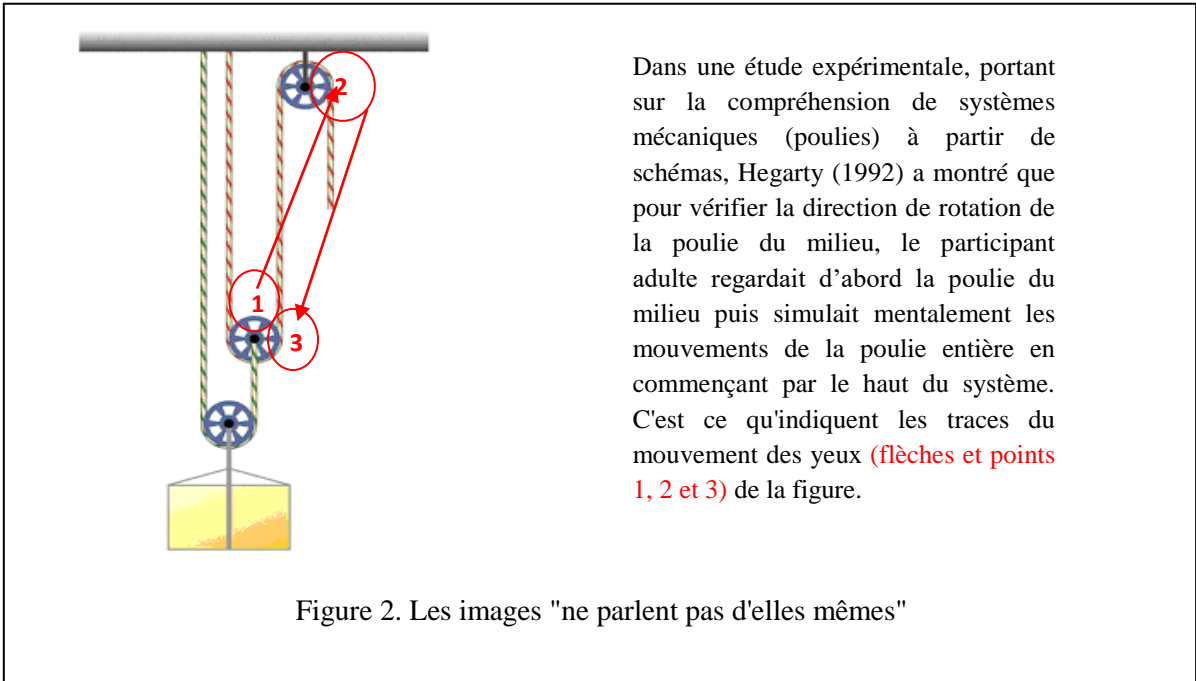 2
1
3
Dans une étude expérimentale, portant
sur la compréhension de systèmes
mécaniques (poulies) à partir de
schémas, Hegarty (1992) a montré que
pour vérifier la direction de rotation de
la poulie du milieu, le participant
adulte regardait d’abord la poulie du
milieu puis simulait mentalement les
mouvements de la poulie entière en
commençant par le haut du système.
C'est ce qu'indiquent les traces du
mouvement des yeux (flèches et points
1, 2 et 3) de la figure.
Figure 2. Les images "ne parlent pas d'elles mêmes"